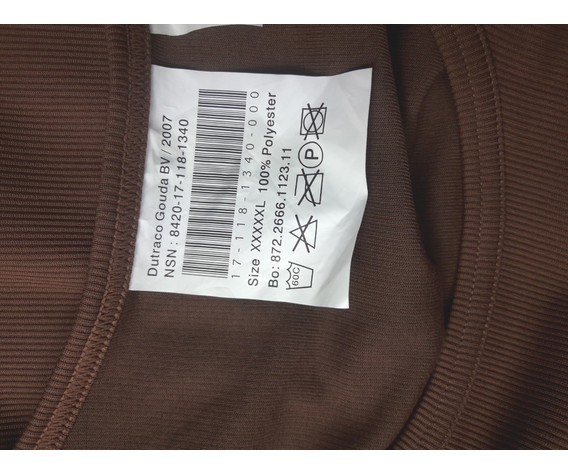 Dutraco Gouda BV / 2007
NSN : 8420-17-118-1340
17-118-1340-000
Size XXXXXL 100% Polyester
Bo: 872.2666.1123.11
60C P